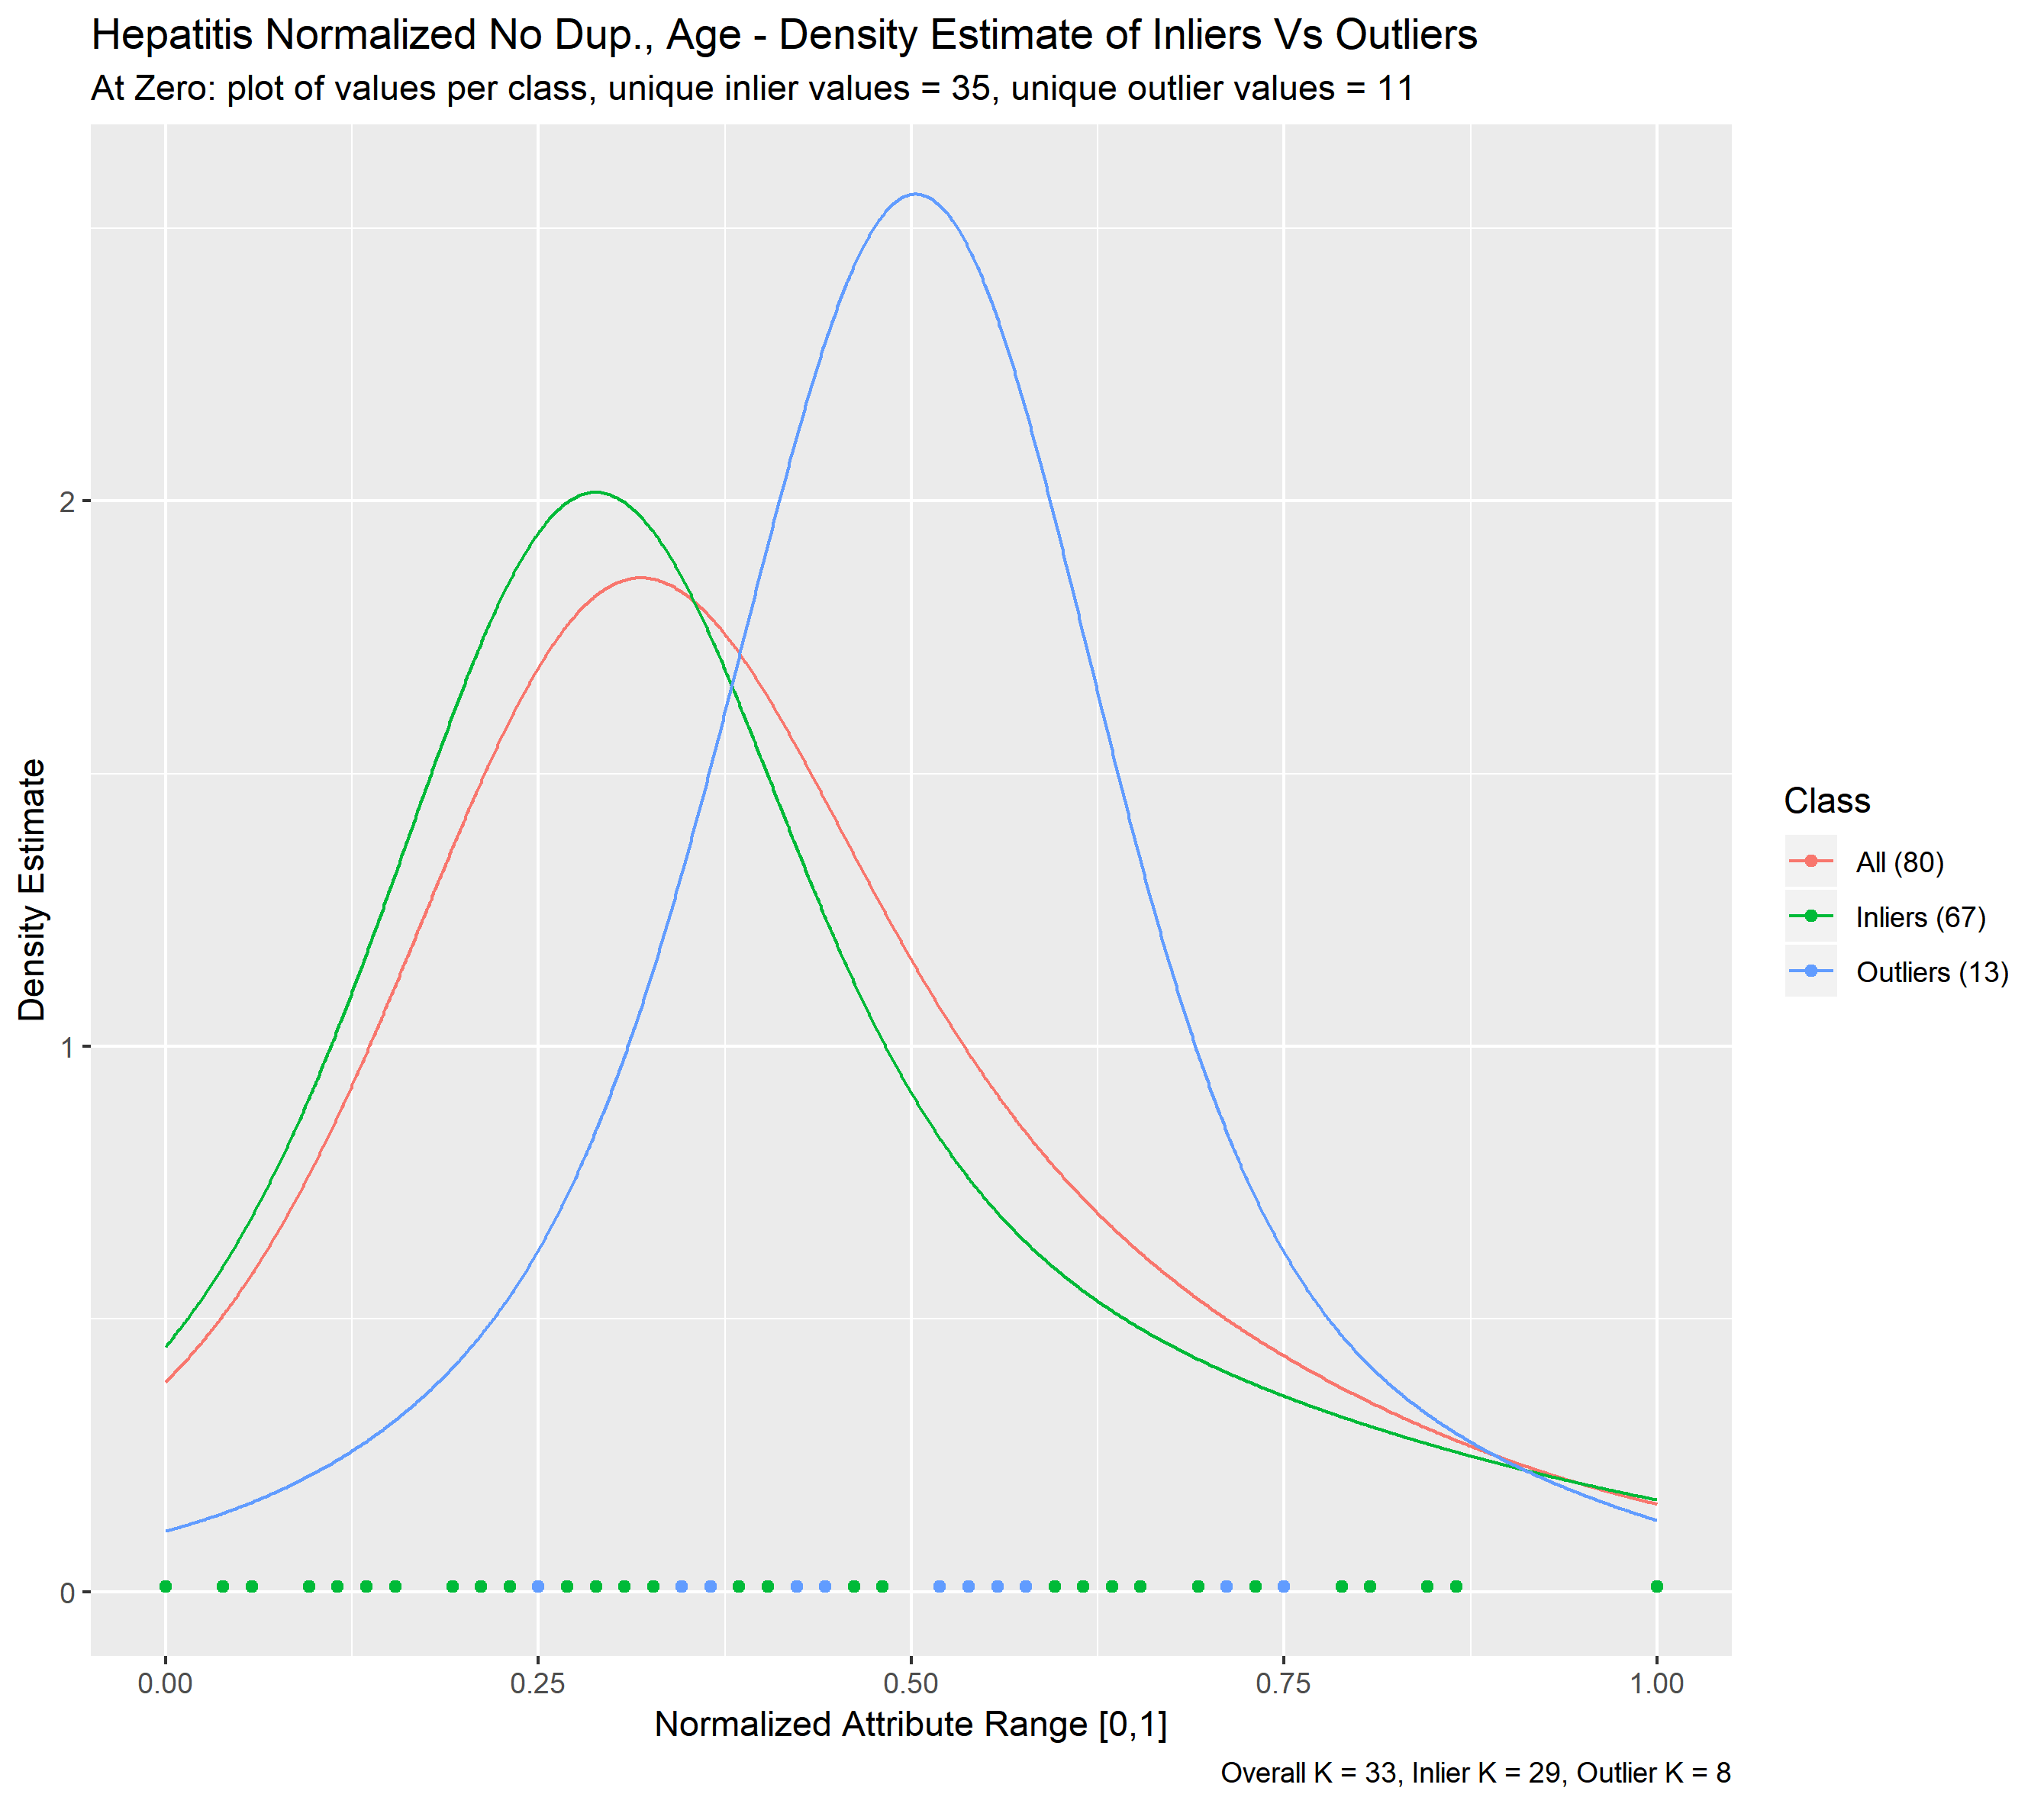 Hepatitis Normalized No Dup., Age - Density Estimate of Inliers Vs Outliers
At Zero: plot of values per class, unique inlier values = 35, unique outlier values = 11
Density Estimate
2
1
0
0.00
0.25
0.50
0.75
1.00
Normalized Attribute Range [0,1]
Class
All (80)
Inliers (67)
Outliers (13)
Overall K = 33, Inlier K = 29, Outlier K = 8